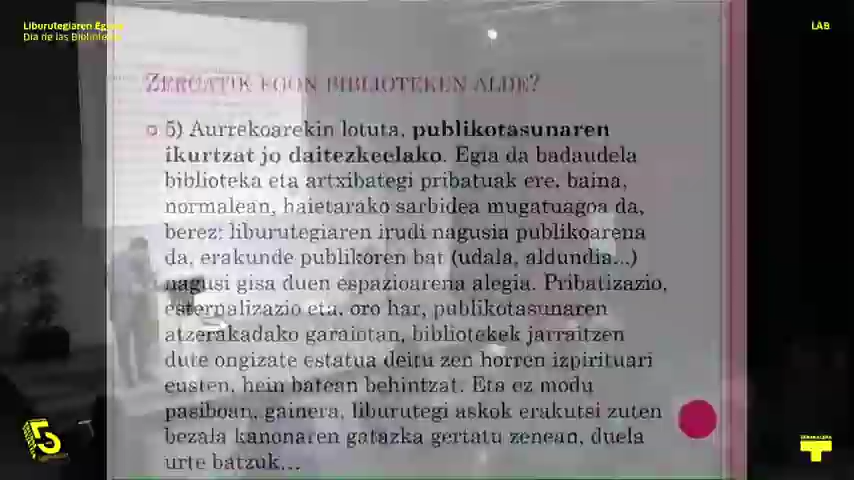 Liburutegiaren Eguna
Día de las Bibliotecas
LAB
ZERGATIK EGON BIBLIOTEKEN ALDE?
5) Aurrekoarekin lotuta, publikotasunaren
ikurtzat jo daitezkeelako. Egia da badaudela
biblioteka eta artxibategi pribatuak ere, baina,
normalean, haietarako sarbidea mugatuagoa da,
berez; liburutegiaren irudi nagusia publikoarena
da, erakunde publikoren bat (udala, aldundia...)
nagusi gisa duen espazioarena alegia. Pribatizazio,
esternalizazio eta, oro har, publikotasunaren
atzerakadako garaiotan, bibliotekek jarraitzen
dute ongizate estatua deitu zen horren izpirituari
eusten, hein batean behintzat. Eta ez modu
pasiboan, gainera, liburutegi askok erakutsi zuten
bezala kanonaren gatazka gertatu zenean, duela
urte batzuk...